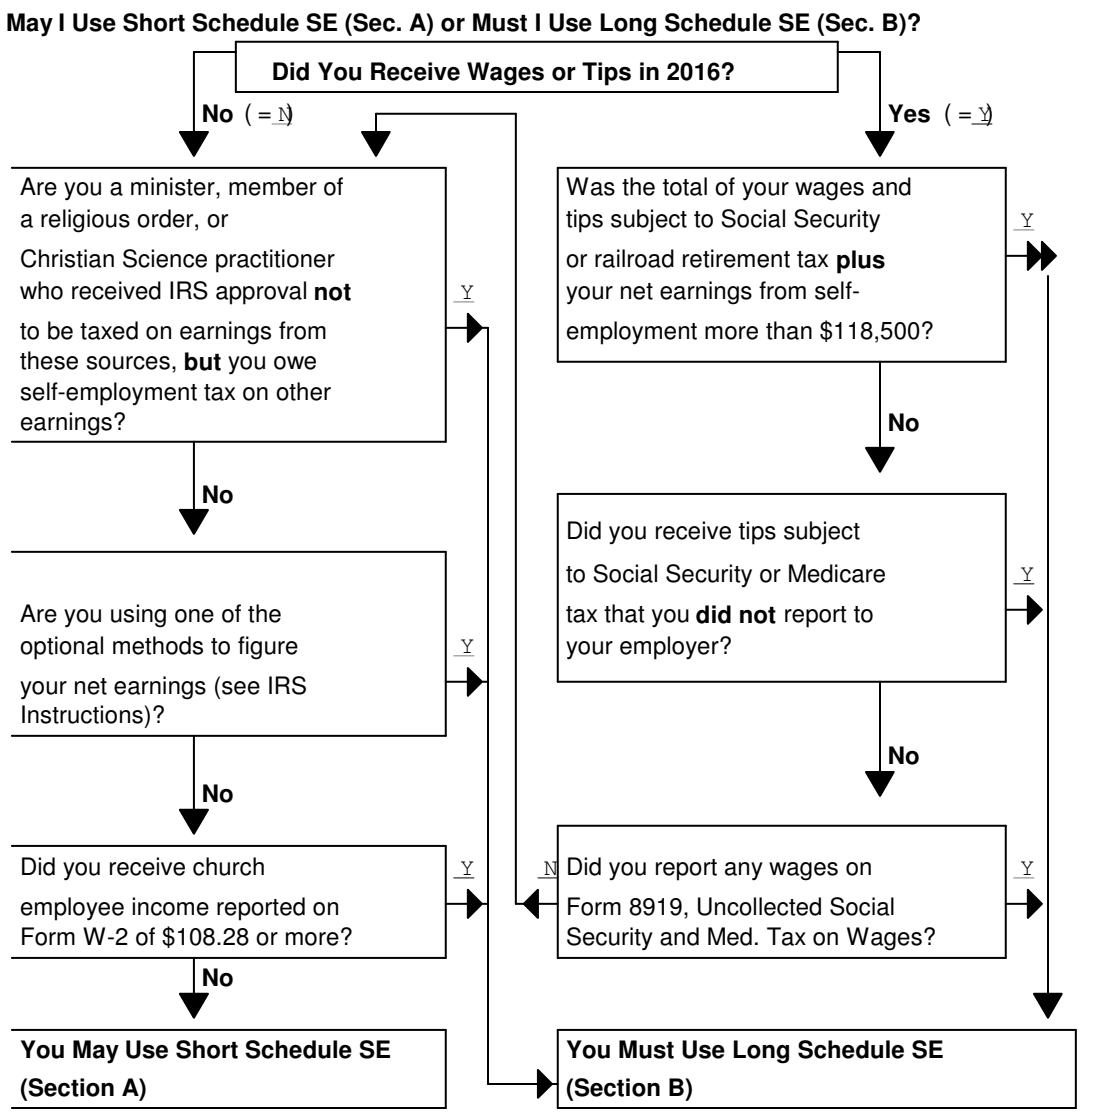 May I Use Short Schedule SE (Sec. A) or Must I Use Long Schedule SE (Sec. B)?
Did You Receive Wages or Tips in 2016?
No ( = N)
Yes ( = Y)
Are you a minister, member of
a religious order, or
Christian Science practitioner
who received IRS approval not
to be taxed on earnings from
these sources, but you owe
self-employment tax on other
earnings?
Y
No
Are you using one of the
optional methods to figure
your net earnings (see IRS
Instructions)?
Y
No
Did you receive church
employee income reported on
Form W-2 of $108.28 or more?
Y
No
You May Use Short Schedule SE
(Section A)
Was the total of your wages and
tips subject to Social Security
or railroad retirement tax plus
your net earnings from self-
employment more than $118,500?
Y
No
Did you receive tips subject
to Social Security or Medicare
tax that you did not report to
your employer?
Y
No
N
Did you report any wages on
Form 8919, Uncollected Social
Security and Med. Tax on Wages?
Y
You Must Use Long Schedule SE
(Section B)